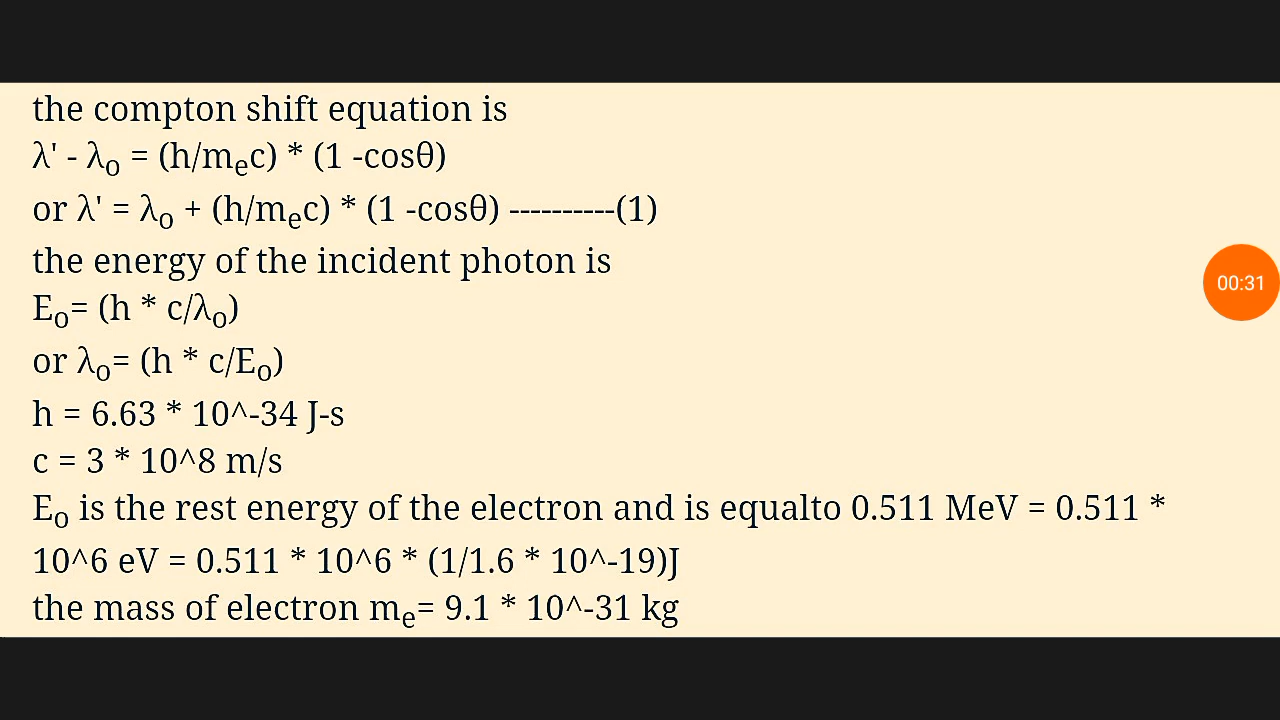 the compton shift equation is
λ' - λₒ = (h/mₑc) * (1 -cosθ)
or λ' = λₒ + (h/mₑc) * (1 -cosθ) ----------(1)
the energy of the incident photon is
Eₒ= (h * c/λₒ)
or λₒ= (h * c/Eₒ)
h = 6.63 * 10^-34 J-s
c = 3 * 10^8 m/s
Eₒ is the rest energy of the electron and is equalto 0.511 MeV = 0.511 *
10^6 eV = 0.511 * 10^6 * (1/1.6 * 10^-19)J
the mass of electron mₑ= 9.1 * 10^-31 kg
00:31